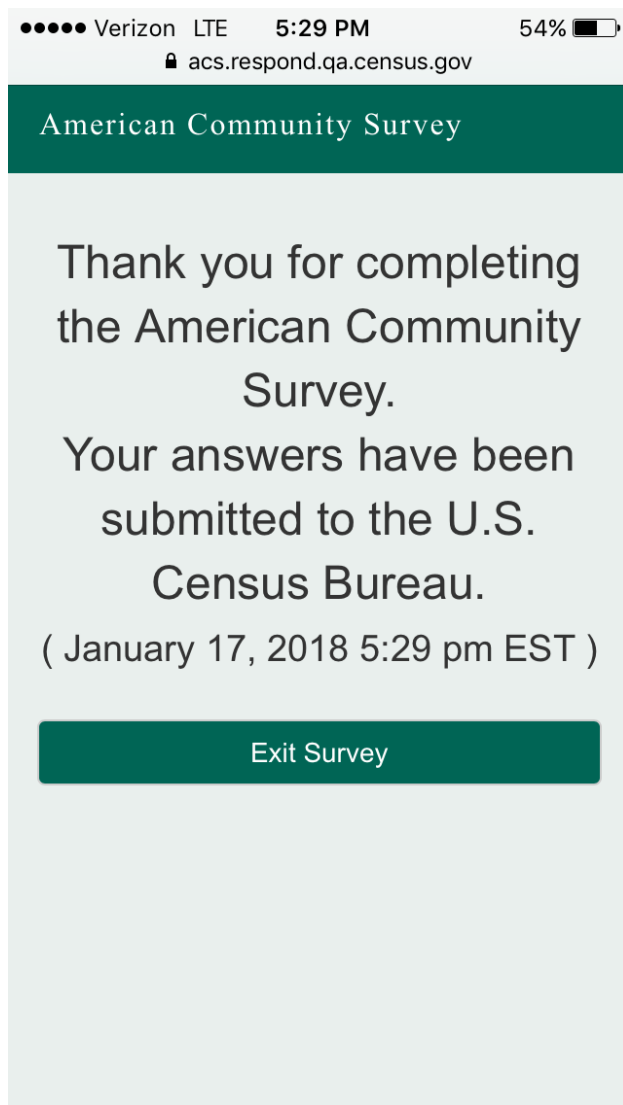 ●●●●● Verizon LTE 5:29 PM 54%
acs.respond.qa.census.gov
American Community Survey
Thank you for completing
the American Community
Survey.
Your answers have been
submitted to the U.S.
Census Bureau.
( January 17, 2018 5:29 pm EST )
Exit Survey